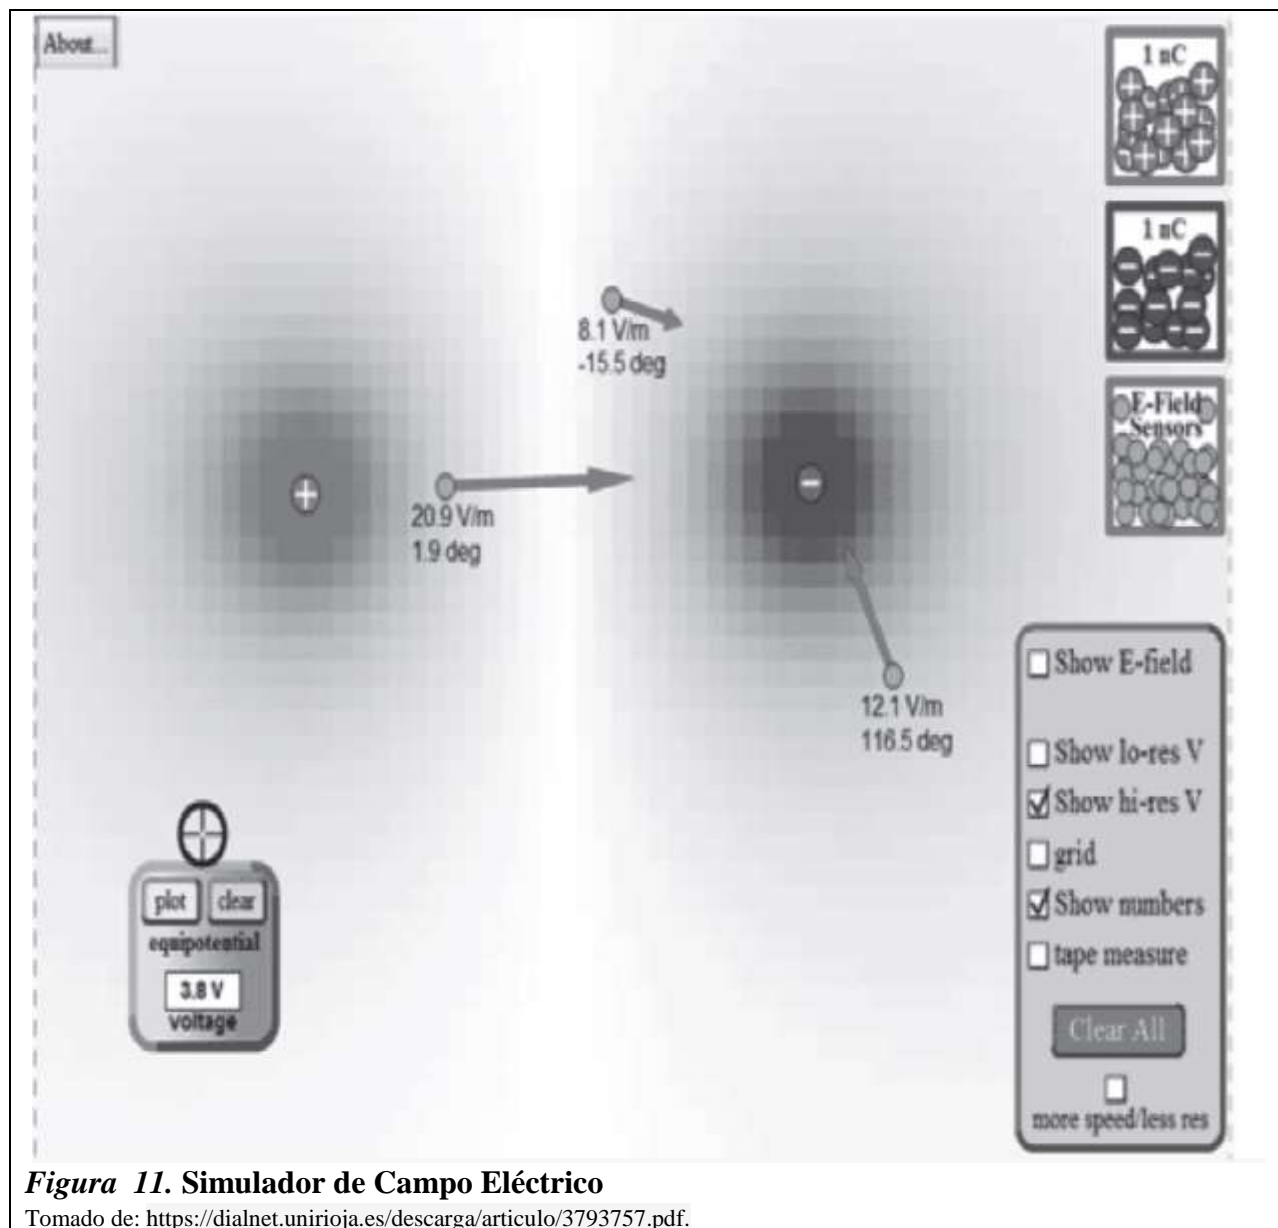 About...
1 nC
1 nC
E-Field
Sensors
8.1 V/m
-15.5 deg
20.9 V/m
1.9 deg
12.1 V/m
116.5 deg
plot clear
equipotential
3.8 V
voltage
Show E-field
Show lo-res V
Show hi-res V
grid
Show numbers
tape measure
Clear All
more speed/less res
Figura 11. Simulador de Campo Eléctrico
Tomado de: https://dialnet.unirioja.es/descarga/articulo/3793757.pdf.